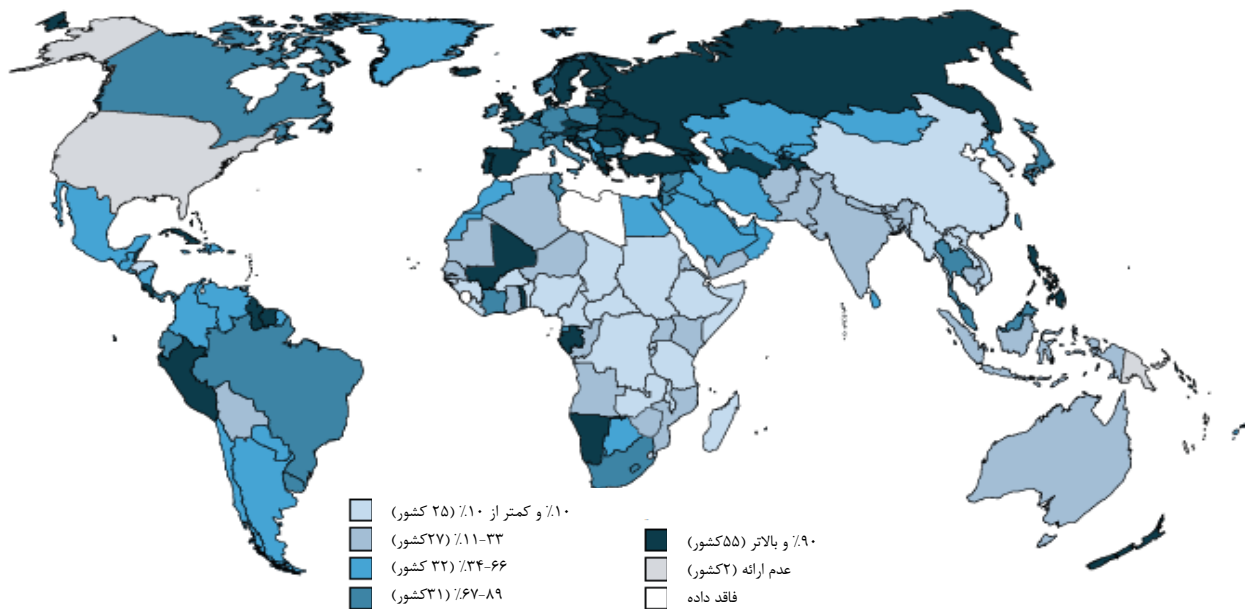 ۱۰٪ و کمتر از ۱۰٪ (۲۵ کشور)
۱۱-۳۳٪ (۲۷کشور)
۳۴-۶۶٪ (۳۲ کشور)
۶۷-۸۹٪ (۳۱کشور)
۹۰٪ و بالاتر (۵۵کشور)
عدم ارائه (۲کشور)
فاقد داده